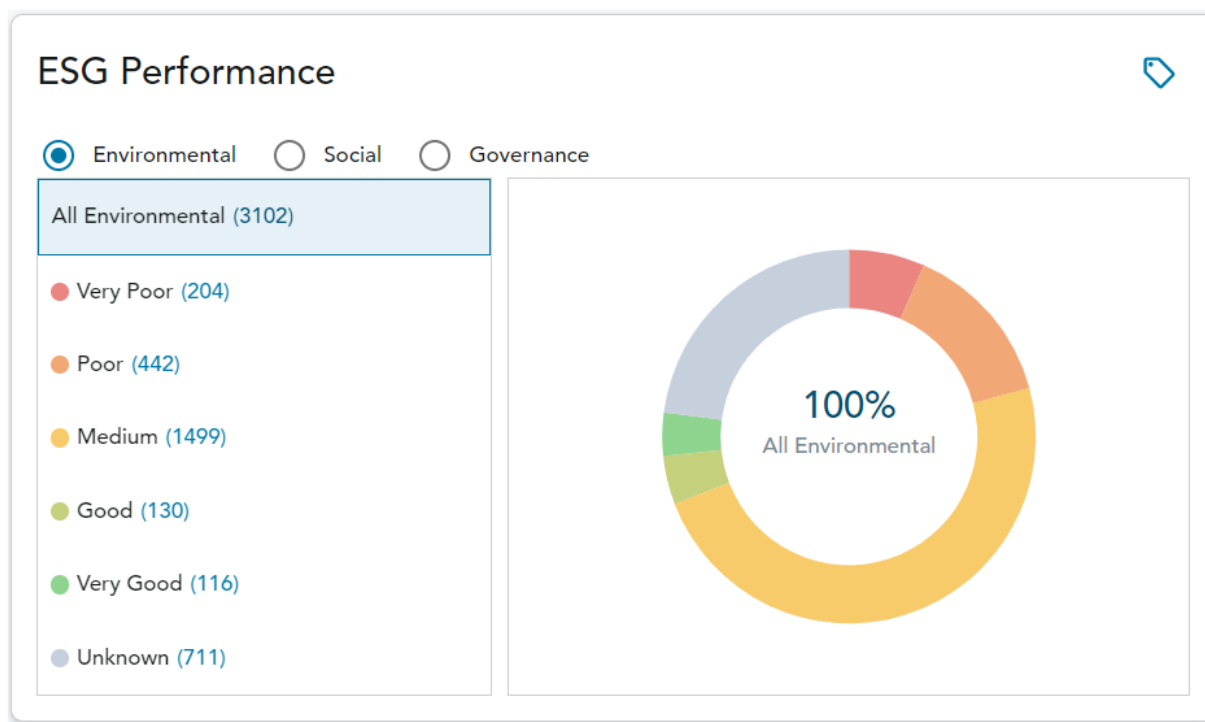 ESG Performance
Environmental Social Governance
All Environmental (3102)
Very Poor (204)
Poor (442)
Medium (1499)
Good (130)
Very Good (116)
Unknown (711)
100%
All Environmental